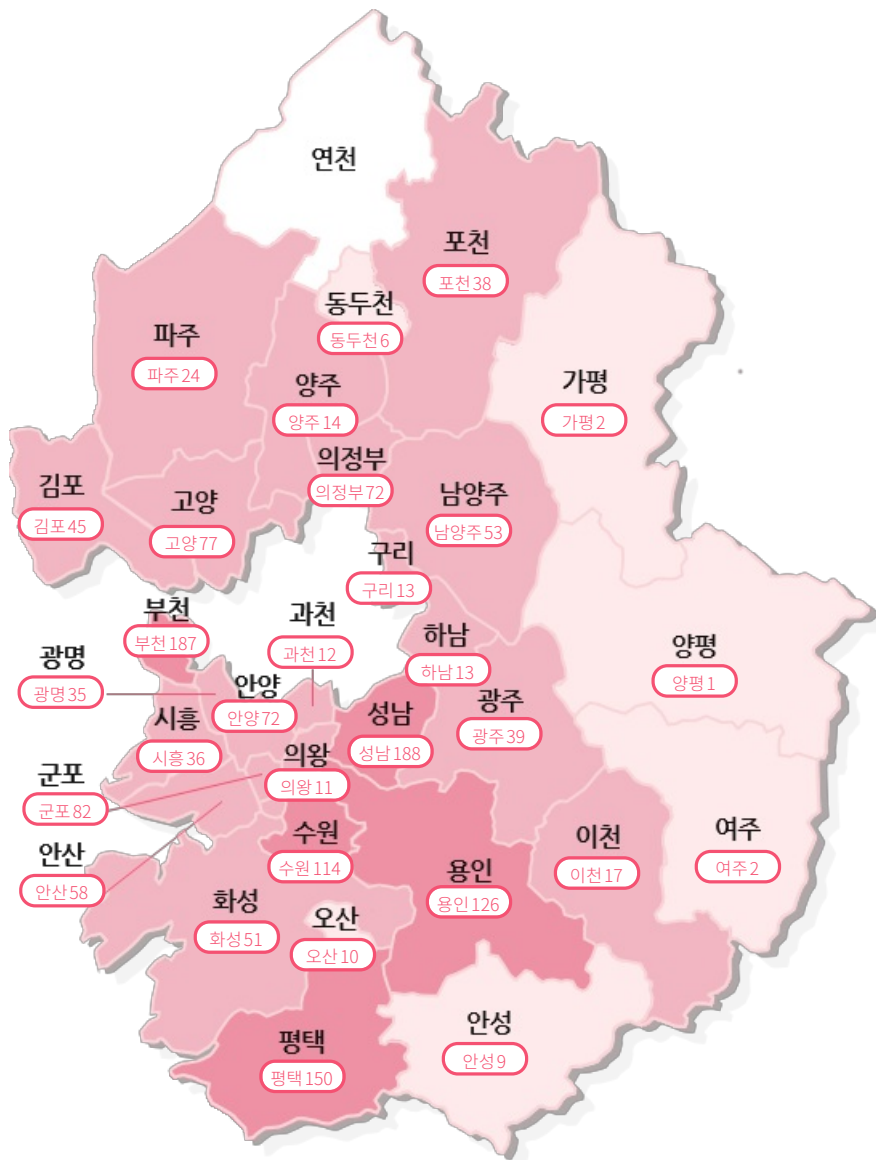 연천
포천
포천38
동두천
동두천6
파주
파주24
가평
가평2
양주
양주14
의정부
의정부72
김포
김포45
고양
고양77
남양주
남양주53
구리
구리13
부천
부천187
과천
과천12
하남
하남13
양평
양평1
광명
광명35
안양
안양72
시흥
시흥36
성남
성남188
광주
광주39
의왕
의왕11
군포
군포82
수원
수원114
이천
이천17
여주
여주2
안산
안산58
용인
용인126
화성
화성51
오산
오산10
안성
안성9
평택
평택150